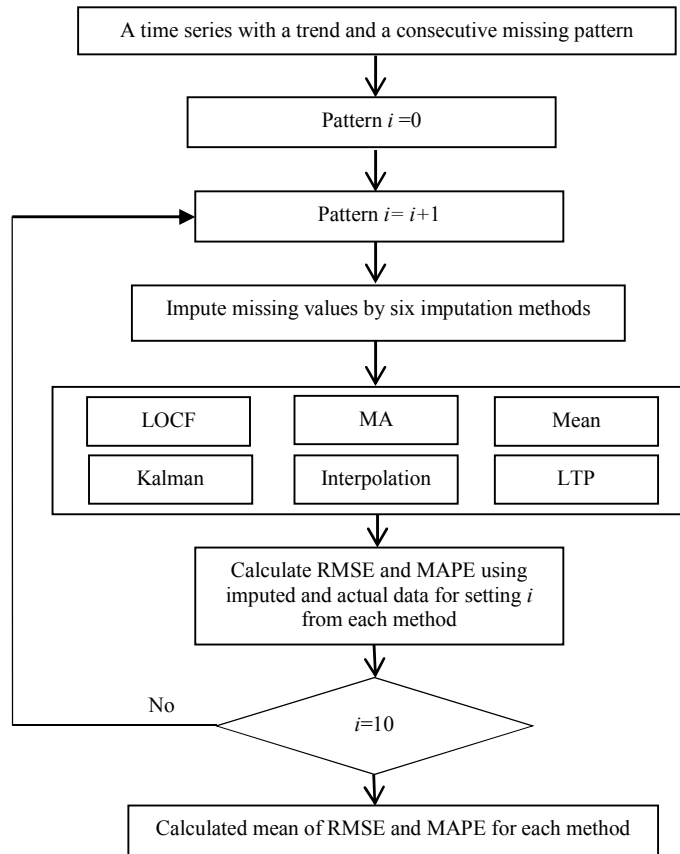 A time series with a trend and a consecutive missing pattern
Pattern i =0
Pattern i= i+1
Impute missing values by six imputation methods
LOCF
MA
Mean
Kalman
Interpolation
LTP
Calculate RMSE and MAPE using
imputed and actual data for setting i
from each method
No
i=10
Calculated mean of RMSE and MAPE for each method